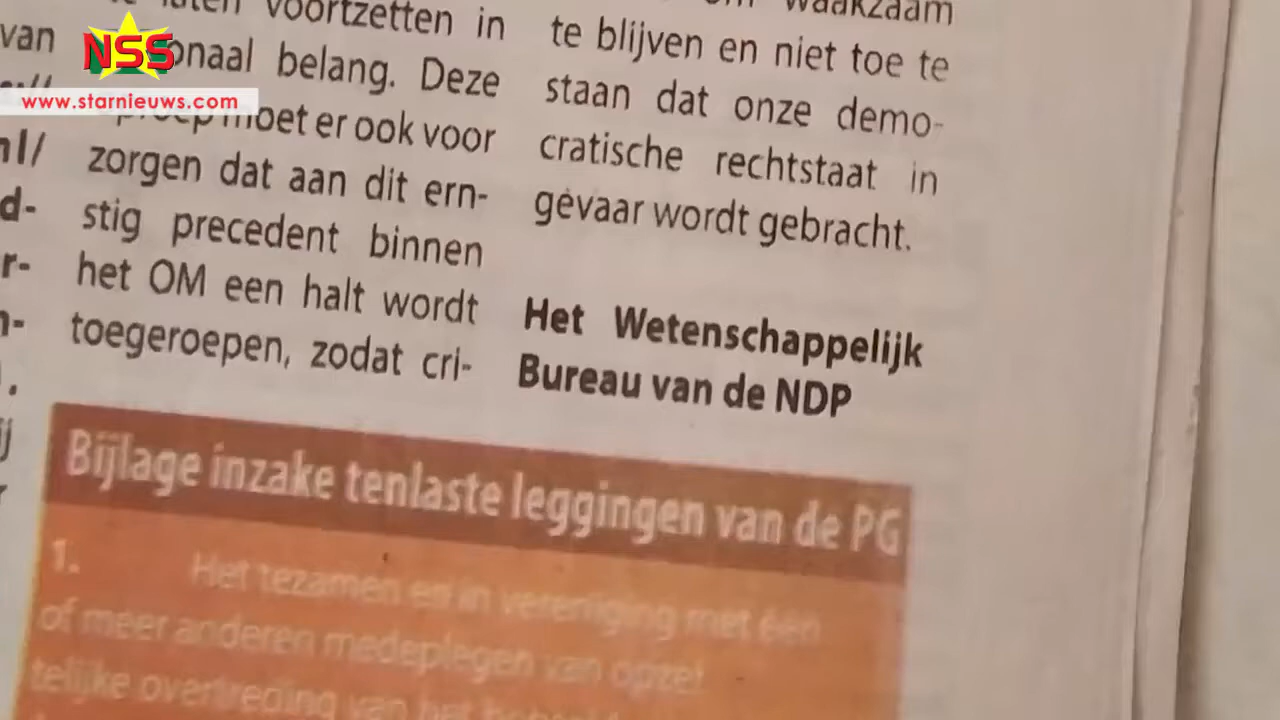 NSS
www.starnieuws.com
van
nl/
d-
r-
voortzetten in
belang. Deze
moet er ook voor
zorgen dat aan dit ern-
stig precedent binnen
het OM een halt wordt
toegeroepen, zodat cri-
waakzaam
te blijven en niet toe te
staan dat onze demo-
cratische rechtstaat in
gevaar wordt gebracht.
Het Wetenschappelijk
Bureau van de NDP
Bijlage inzake tenlaste leggingen van de PG
1. Het tezamen en in vereniging met één
of meer anderen medeplegen van opzet
telijke overtreding van het